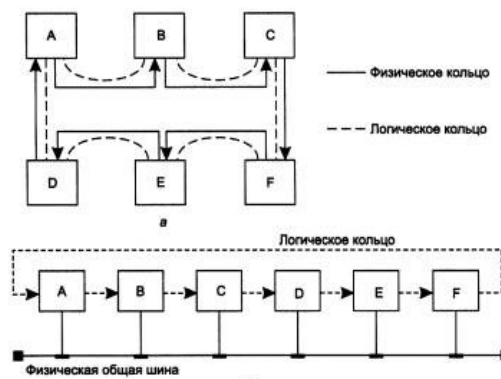 A B C
Физическое кольцо
Логическое кольцо
D E F
а
Логическое кольцо
A B C D E F
Физическая общая шина